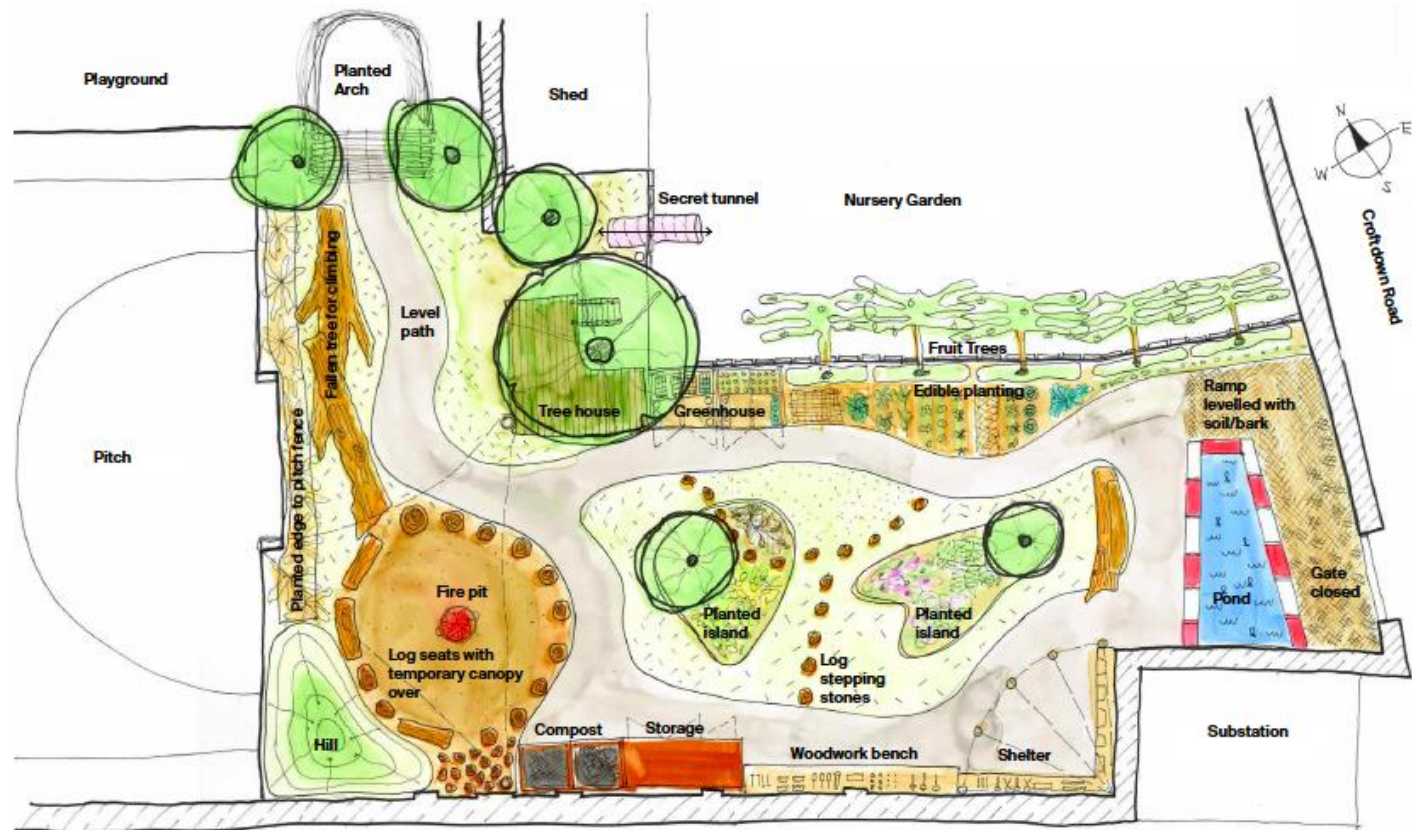 Playground
Planted
Arch
Shed
Secret tunnel
Nursery Garden
N
E
W
S
Croftdown Road
Level
path
Fallen tree for climbing
Fruit Trees
Edible planting
Ramp
levelled with
soil/bark
Tree house
Greenhouse
Pitch
Planted edge to pitch fence
Fire pit
Log seats with
temporary canopy
over
Planted
island
Planted
island
Pond
Gate
closed
Log
stepping
stones
Hill
Compost
Storage
Woodwork bench
Shelter
Substation